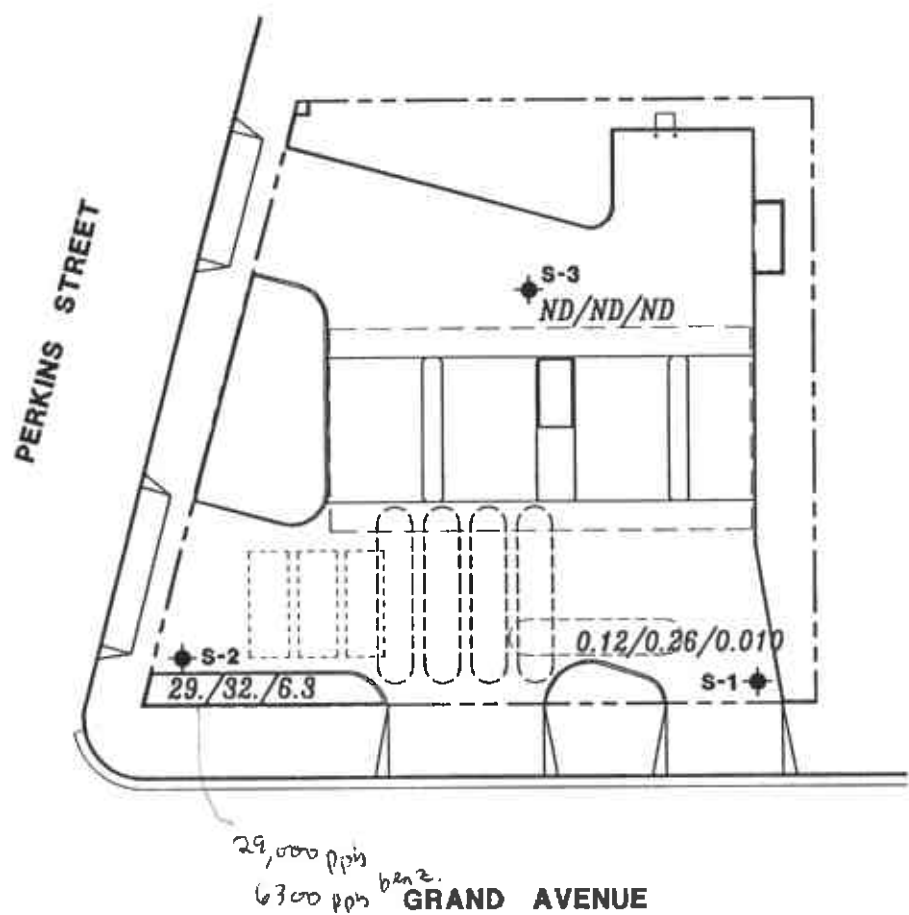 PERKINS STREET
S-3
ND/ND/ND
0.12/0.26/0.010
S-2
S-1
29./32./6.3
29,000 ppb
6300 ppb benz.
GRAND AVENUE